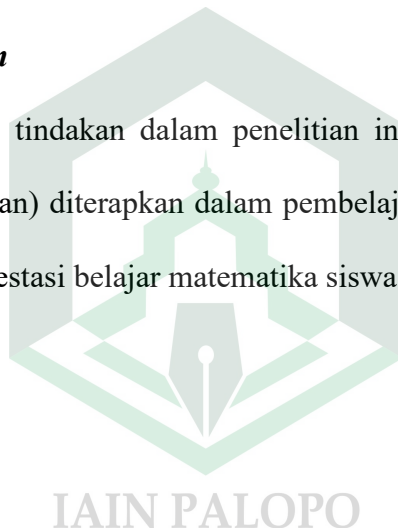 n
tindakan dalam penelitian in
an) diterapkan dalam pembelaj
estasi belajar matematika siswa
IAIN PALOPO